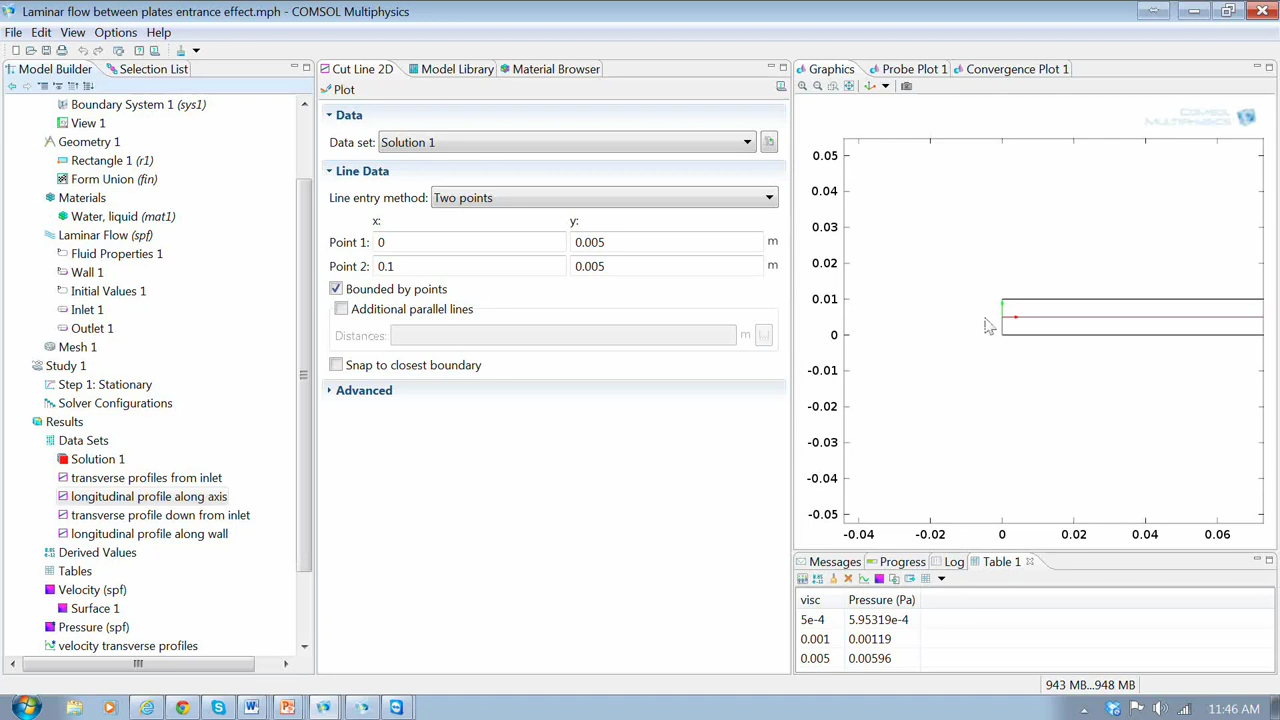 Laminar flow between plates entrance effect.mph - COMSOL Multiphysics
File Edit View Options Help
Model Builder Selection List
Boundary System 1 (sys1)
View 1
Geometry 1
Rectangle 1 (r1)
Form Union (fin)
Materials
Water, liquid (mat1)
Laminar Flow (spf)
Fluid Properties 1
Wall 1
Initial Values 1
Inlet 1
Outlet 1
Mesh 1
Study 1
Step 1: Stationary
Solver Configurations
Results
Data Sets
Solution 1
transverse profiles from inlet
longitudinal profile along axis
transverse profile down from inlet
longitudinal profile along wall
Derived Values
Tables
Velocity (spf)
Surface 1
Pressure (spf)
velocity transverse profiles
Cut Line 2D Model Library Material Browser
Plot
Data
Data set: Solution 1
Line Data
Line entry method: Two points
x: y:
Point 1: 0 0.005 m
Point 2: 0.1 0.005 m
Bounded by points
Additional parallel lines
Distances: m
Snap to closest boundary
Advanced
Graphics Probe Plot 1 Convergence Plot 1
COMSOL
MULTIPHYSICS
0.05
0.04
0.03
0.02
0.01
0
-0.01
-0.02
-0.03
-0.04
-0.05
-0.04 -0.02 0 0.02 0.04 0.06
Messages Progress Log Table 1
visc Pressure (Pa)
5e-4 5.95319e-4
0.001 0.00119
0.005 0.00596
943 MB...948 MB
11:46 AM